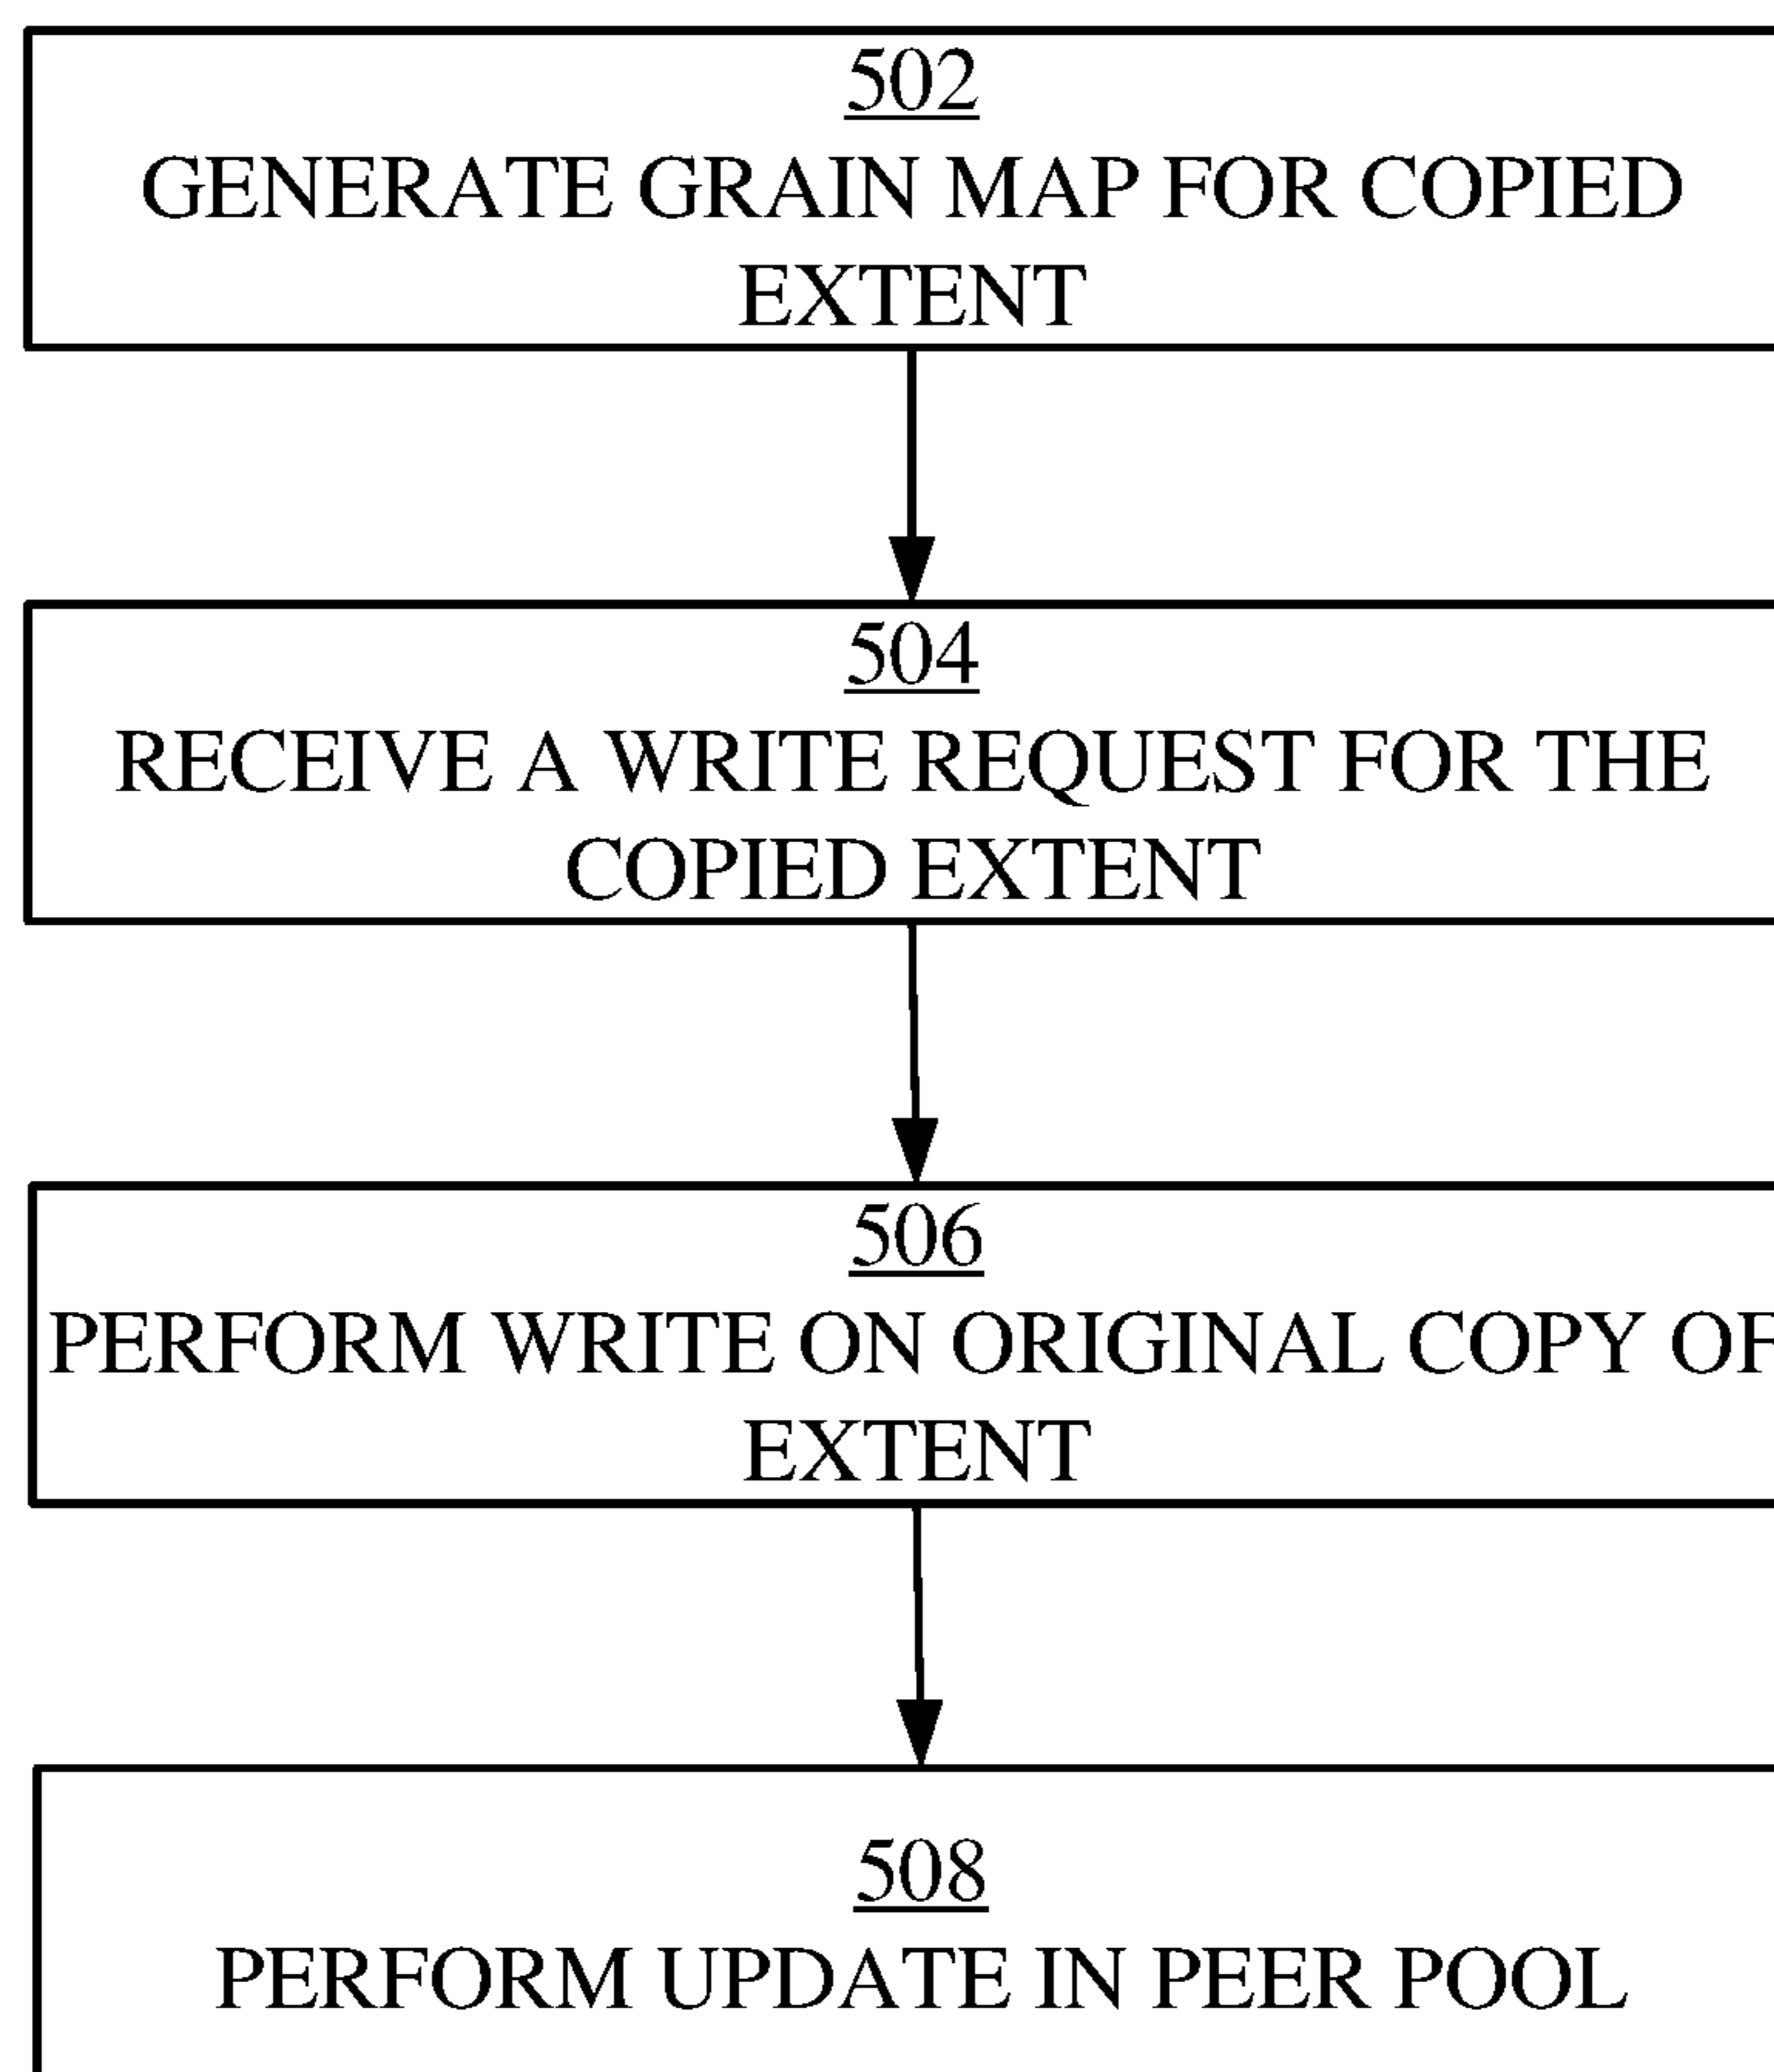 502
GENERATE GRAIN MAP FOR COPIED
EXTENT
504
RECEIVE A WRITE REQUEST FOR THE
COPIED EXTENT
506
PERFORM WRITE ON ORIGINAL COPY OF
EXTENT
508
PERFORM UPDATE IN PEER POOL